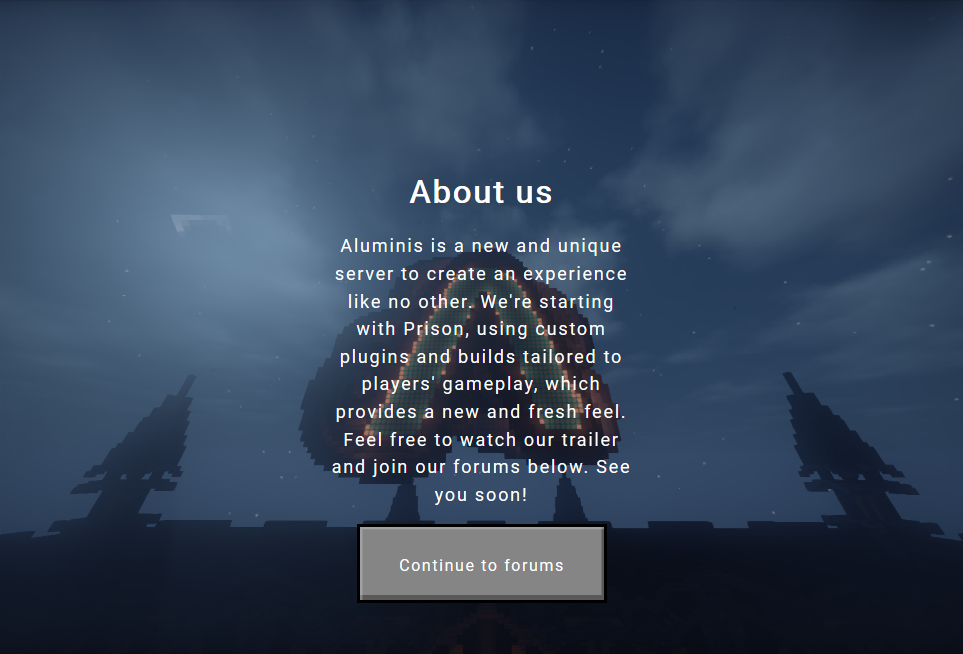 About us
Aluminis is a new and unique
server to create an experience
like no other. We're starting
with Prison, using custom
plugins and builds tailored to
players' gameplay, which
provides a new and fresh feel.
Feel free to watch our trailer
and join our forums below. See
you soon!
Continue to forums